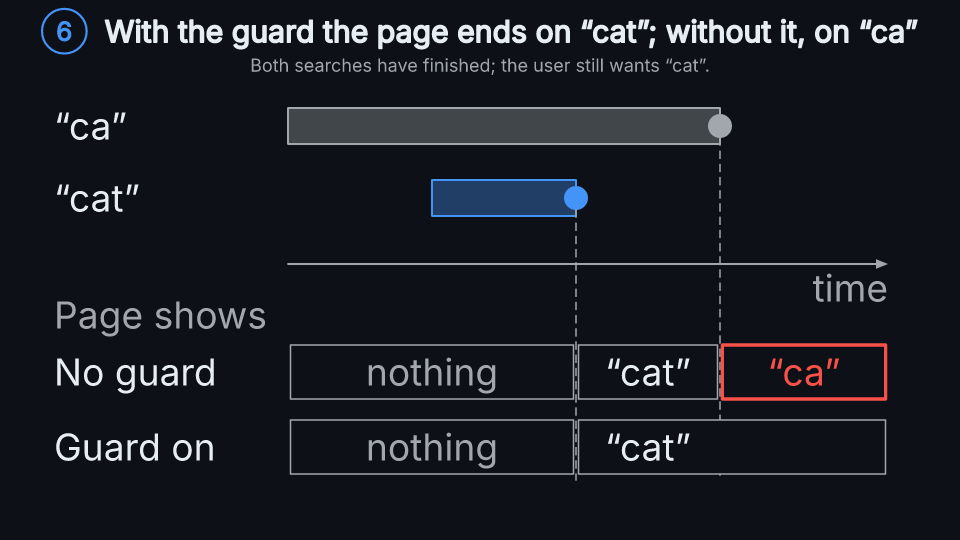 6 With the guard the page ends on “cat”; without it, on “ca”
Both searches have finished; the user still wants “cat”.
“ca”
“cat”
time
Page shows
No guard nothing “cat” “ca”
Guard on nothing “cat”